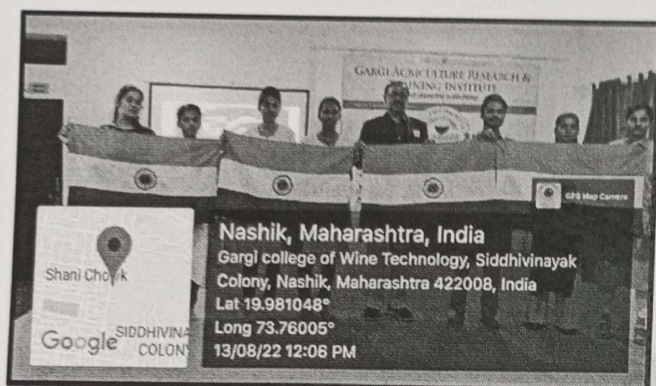 GARGI AGRICULTURE RESEARCH &
TRAINING INSTITUTE
GPS Map Camera
Nashik, Maharashtra, India
Gargi college of Wine Technology, Siddhivinayak
Colony, Nashik, Maharashtra 422008, India
Lat 19.981048°
Long 73.76005°
13/08/22 12:06 PM
Shani Chowk
Google
SIDDHIVINA
COLONY